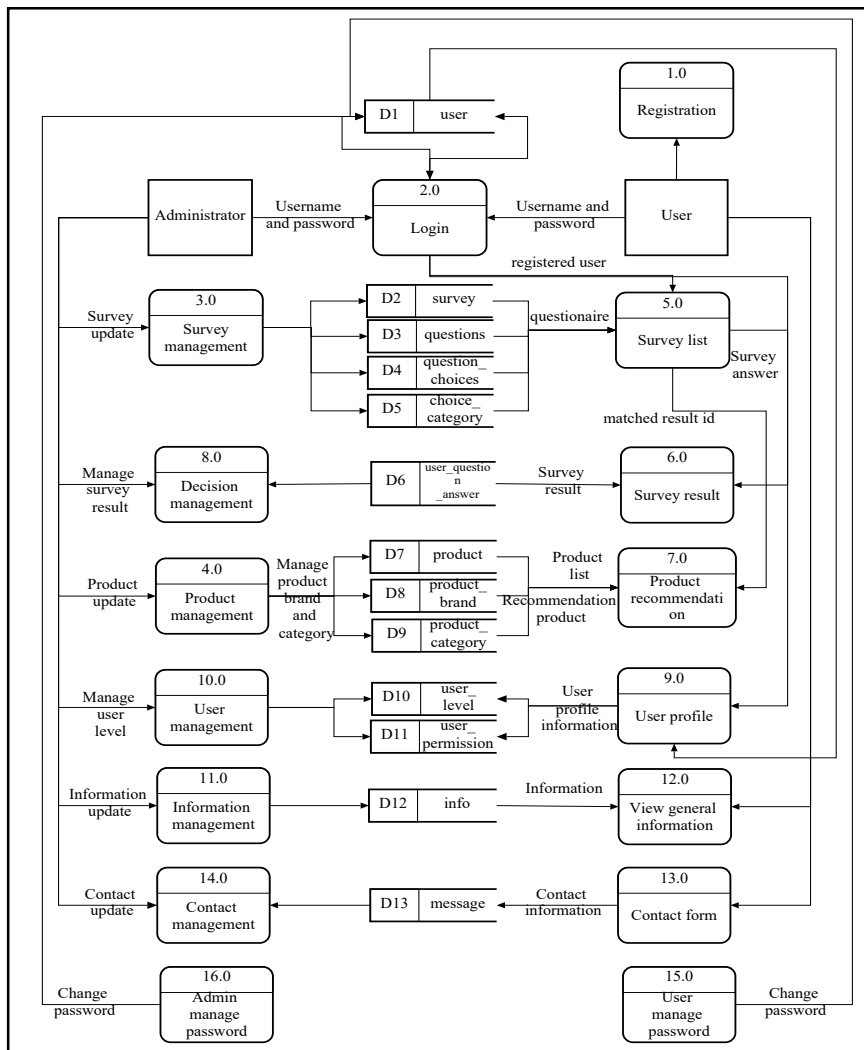 1.0
Registration
D1 user
Administrator
Username
and password
2.0
Login
Username and
password
User
registered user
3.0
Survey
management
Survey
update
D2 survey
D3 questions
D4 question_
choices
D5 choice_
category
questionaire
5.0
Survey list
Survey
answer
matched result id
Manage
survey
result
8.0
Decision
management
D6 user_questio
n
_answer
Survey
result
6.0
Survey result
Product
update
4.0
Product
management
Manage
product
brand
and
category
D7 product
D8 product_
brand
D9 product_
category
Product
list
Recommendation
product
7.0
Product
recommendati
on
Manage
user
level
10.0
User
management
D10 user_
level
D11 user_
permission
User
profile
information
9.0
User profile
Information
update
11.0
Information
management
D12 info
Information
12.0
View general
information
Contact
update
14.0
Contact
management
D13 message
Contact
information
13.0
Contact form
Change
password
16.0
Admin
manage
password
15.0
User
manage
password
Change
password